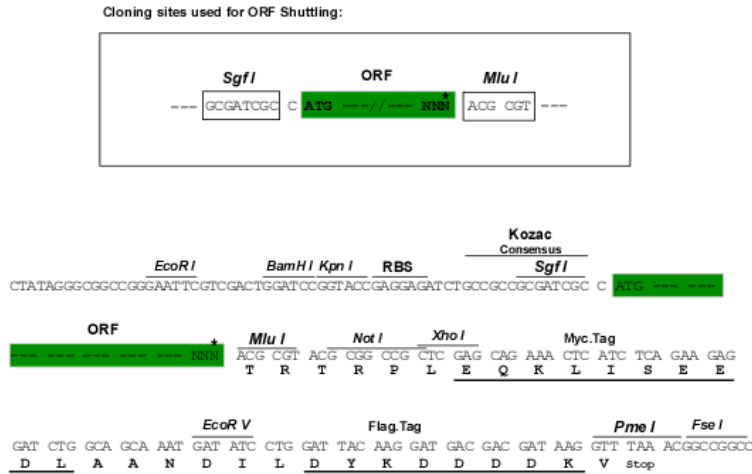 Cloning sites used for ORF Shuttling:
Sgf I ORF Mlu I
--- GCGATCGC C ATG ---//--- NNN* ACG CGT ---
Kozac
Consensus
EcoR I BamH I Kpn I RBS Sgf I
CTATAGGGCGGCCGGGAATTCGTCGACTGGATCCGGTACCGAGGAGATCTGCCGCCGCGATCGC C ATG --- ---
ORF Mlu I Not I Xho I Myc.Tag
--- --- --- --- --- NNN* ACG CGT ACG CGG CCG CTC GAG CAG AAA CTC ATC TCA GAA GAG
T R T R P L E Q K L I S E E
EcoR V Flag.Tag Pme I Fse I
GAT CTG GCA GCA AAT GAT ATC CTG GAT TAC AAG GAT GAC GAC GAT AAG GTT TAA ACGGCCGGCC
D L A A N D I L D Y K D D D D K V Stop